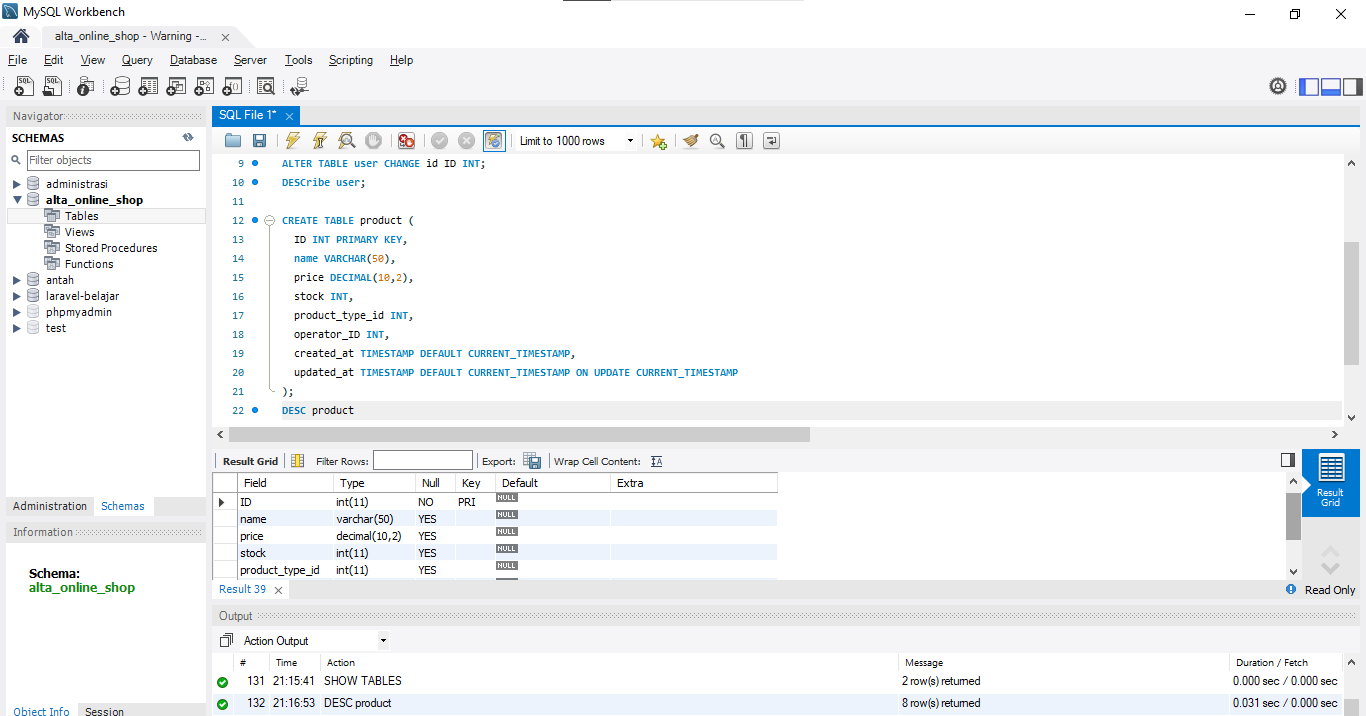 MySQL Workbench
alta_online_shop - Warning -...
File Edit View Query Database Server Tools Scripting Help
Navigator
SCHEMAS
Filter objects
administrasi
alta_online_shop
Tables
Views
Stored Procedures
Functions
antah
laravel-belajar
phpmyadmin
test
Administration Schemas
Information
Schema:
alta_online_shop
Object Info Session
SQL File 1*
Limit to 1000 rows
9 ALTER TABLE user CHANGE id ID INT;
10 DESCribe user;
11
12 CREATE TABLE product (
13 ID INT PRIMARY KEY,
14 name VARCHAR(50),
15 price DECIMAL(10,2),
16 stock INT,
17 product_type_id INT,
18 operator_ID INT,
19 created_at TIMESTAMP DEFAULT CURRENT_TIMESTAMP,
20 updated_at TIMESTAMP DEFAULT CURRENT_TIMESTAMP ON UPDATE CURRENT_TIMESTAMP
21 );
22 DESC product
Result Grid Filter Rows: Export: Wrap Cell Content:
Field Type Null Key Default Extra
ID int(11) NO PRI NULL
name varchar(50) YES NULL
price decimal(10,2) YES NULL
stock int(11) YES NULL
product_type_id int(11) YES NULL
Result
Grid
Result 39
Read Only
Output
Action Output
# Time Action Message Duration / Fetch
131 21:15:41 SHOW TABLES 2 row(s) returned 0.000 sec / 0.000 sec
132 21:16:53 DESC product 8 row(s) returned 0.031 sec / 0.000 sec